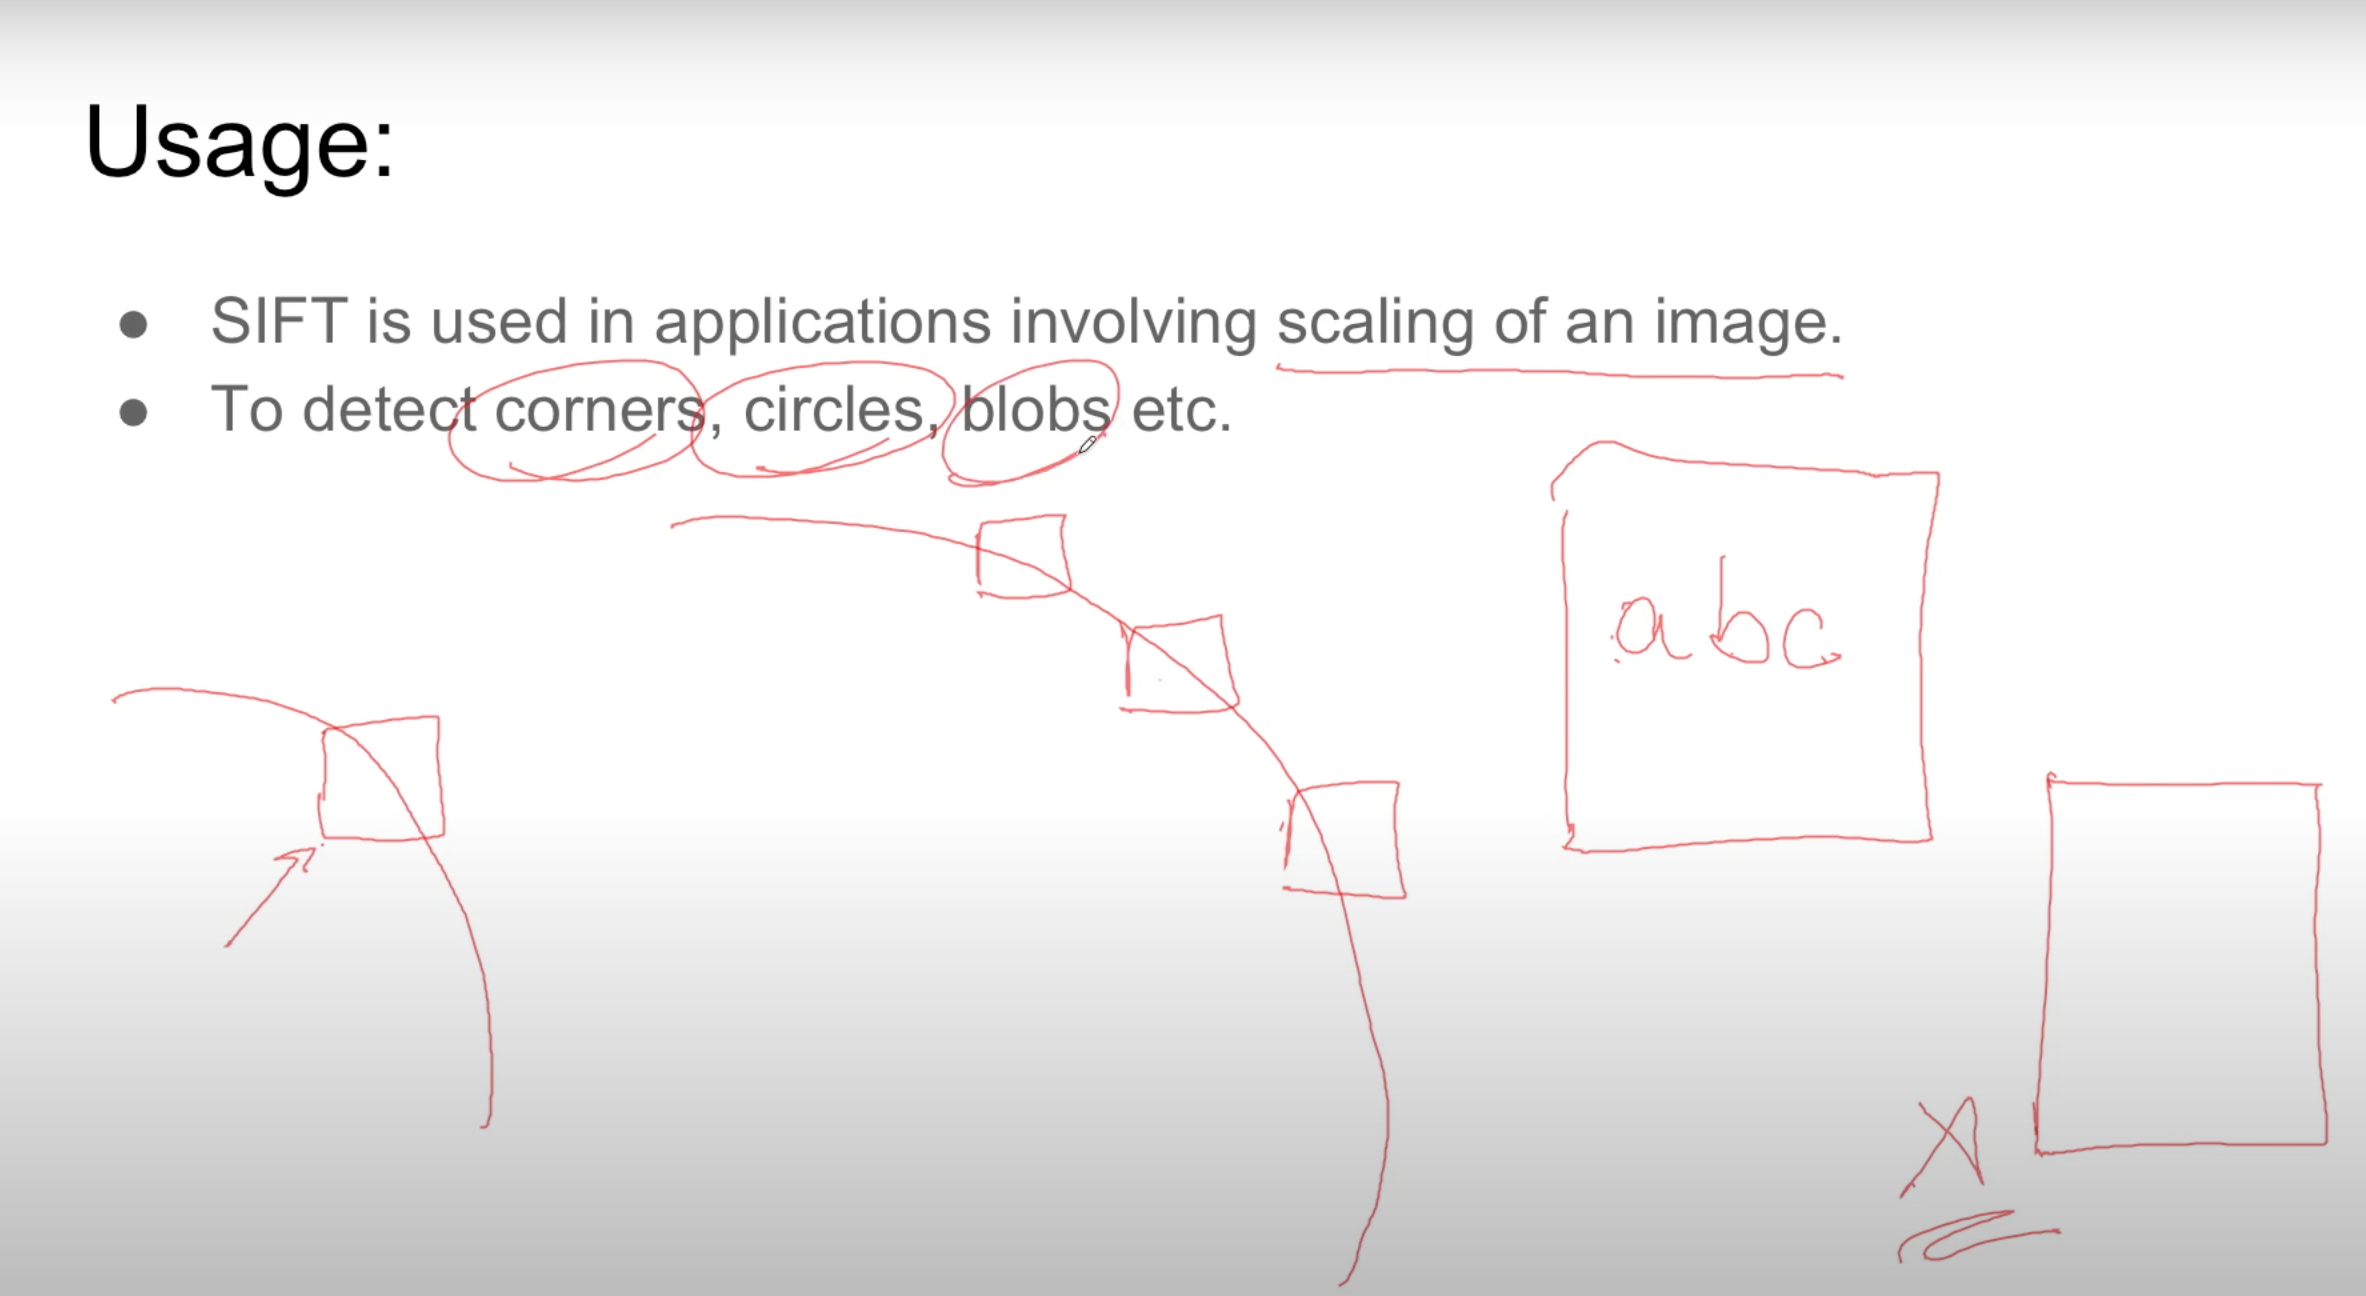 Usage:
● SIFT is used in applications involving scaling of an image.
● To detect corners, circles, blobs etc.
abc
X